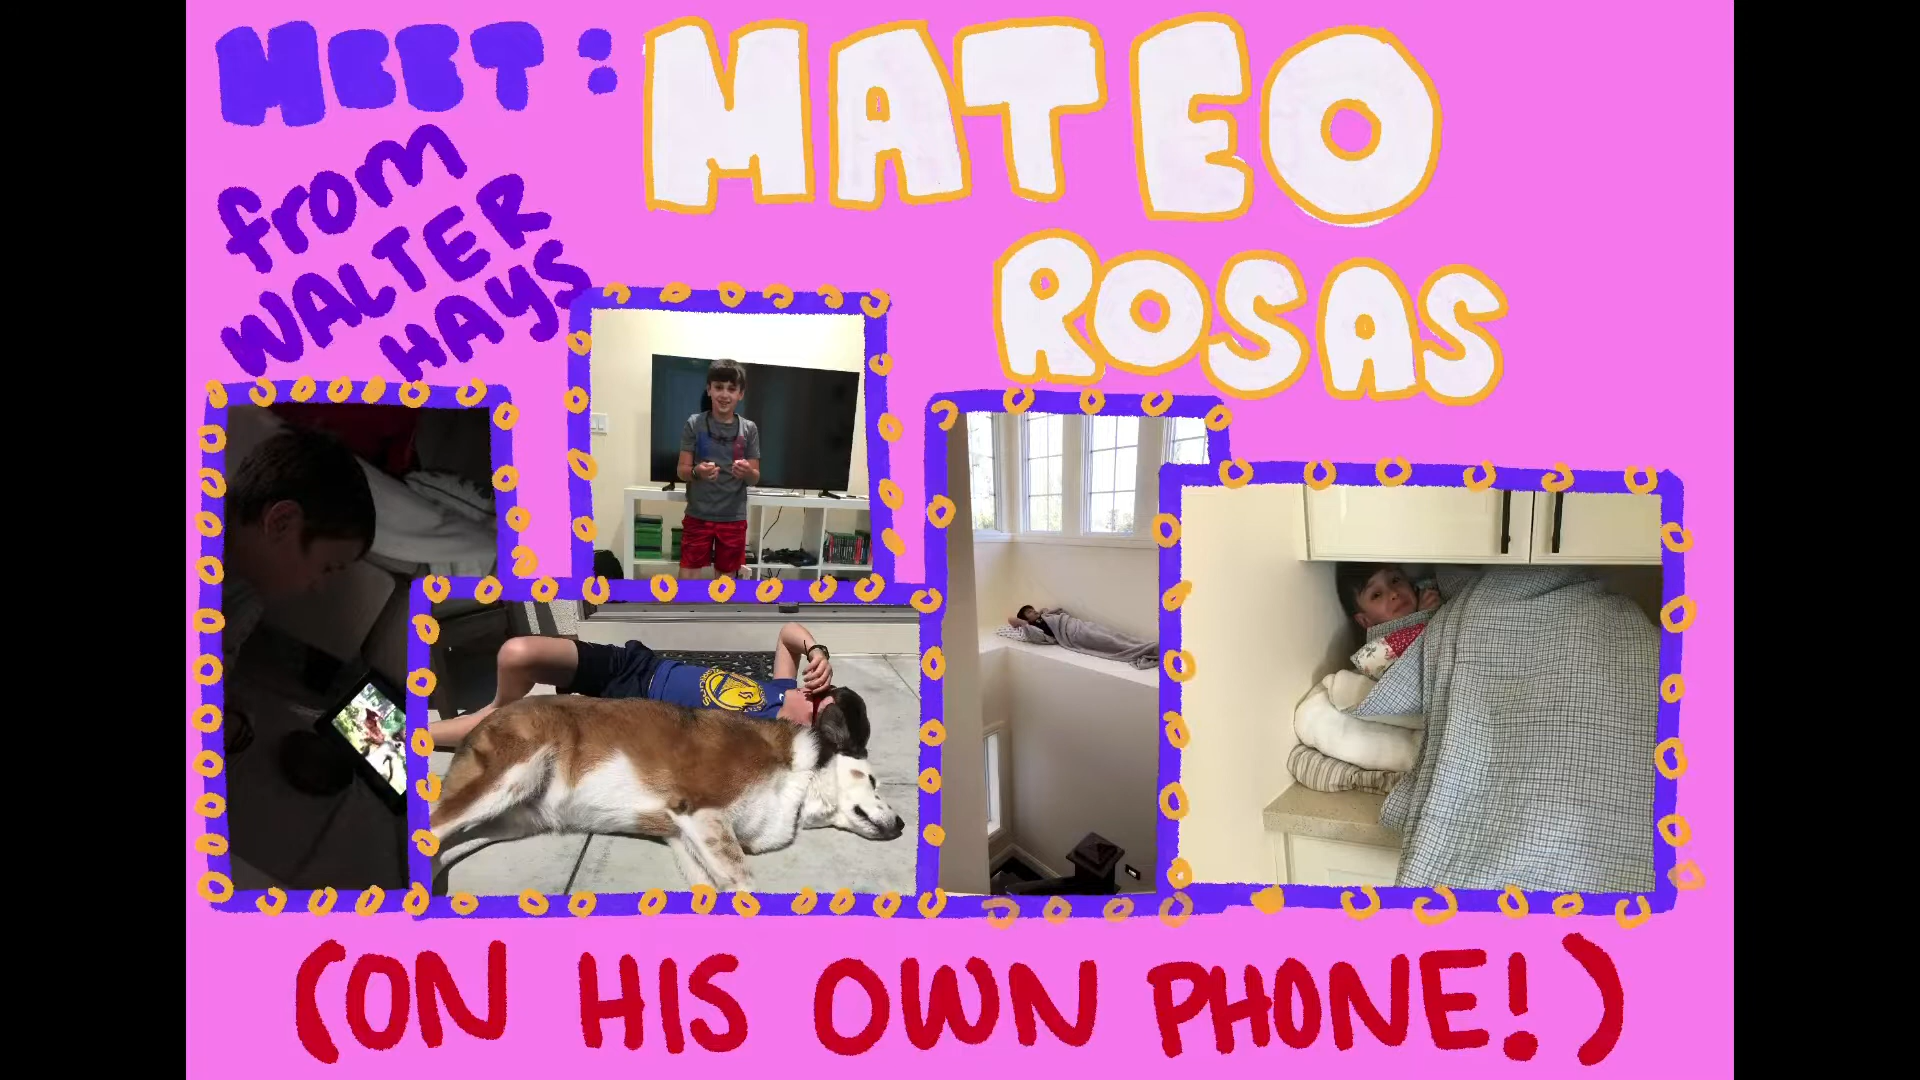 MEET:
MATEO
ROSAS
from
WALTER
HAYS
(ON HIS OWN PHONE!)